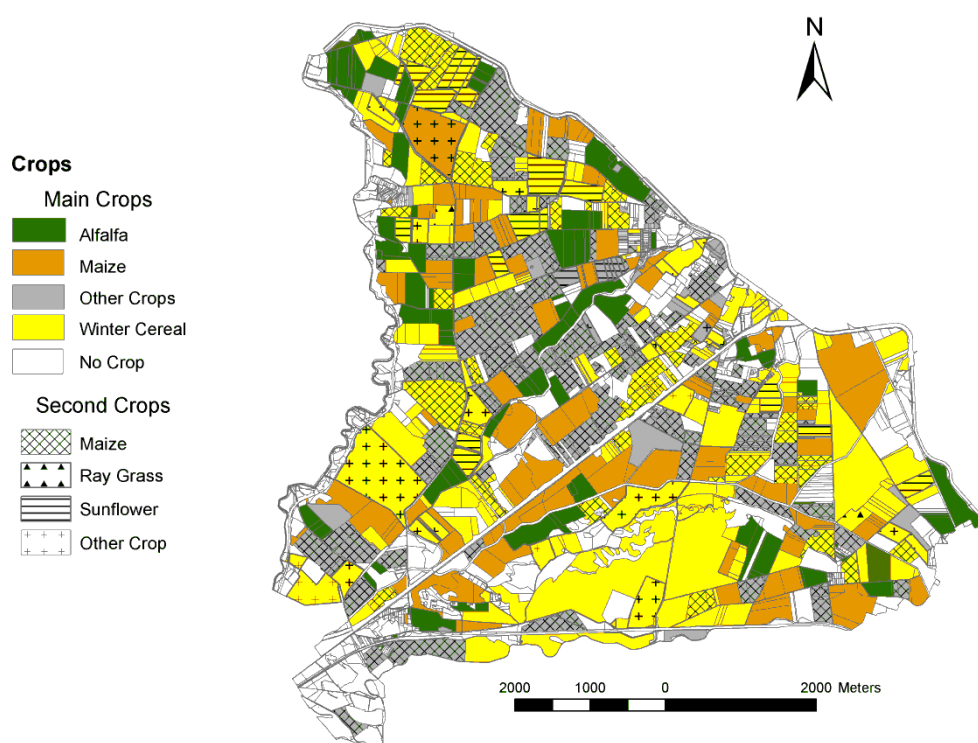 N
Crops
Main Crops
Alfalfa
Maize
Other Crops
Winter Cereal
No Crop
Second Crops
Maize
Ray Grass
Sunflower
Other Crop
2000 1000 0 2000 Meters